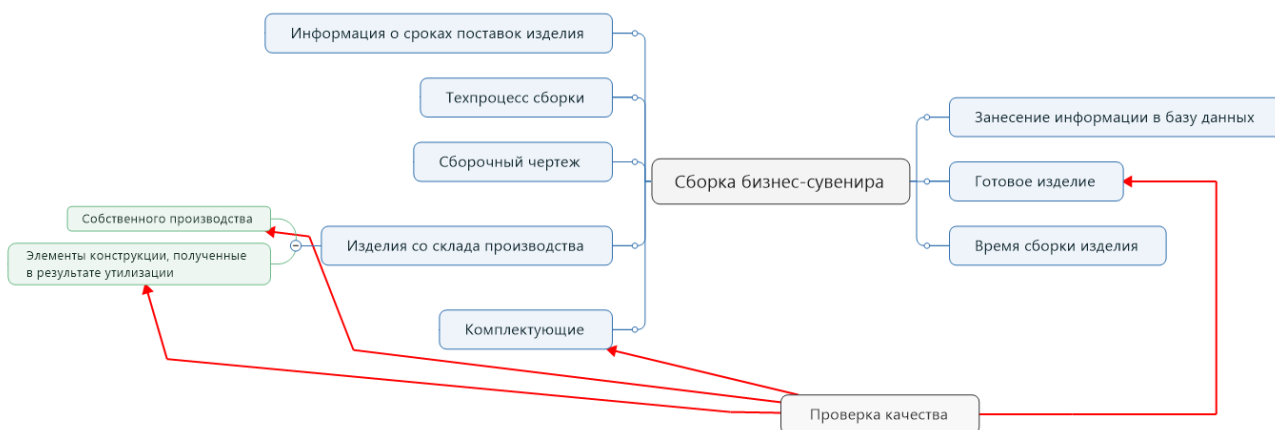 Информация о сроках поставок изделия
Техпроцесс сборки
Сборочный чертеж
Собственного производства
Элементы конструкции, полученные
в результате утилизации
Изделия со склада производства
Комплектующие
Сборка бизнес-сувенира
Занесение информации в базу данных
Готовое изделие
Время сборки изделия
Проверка качества